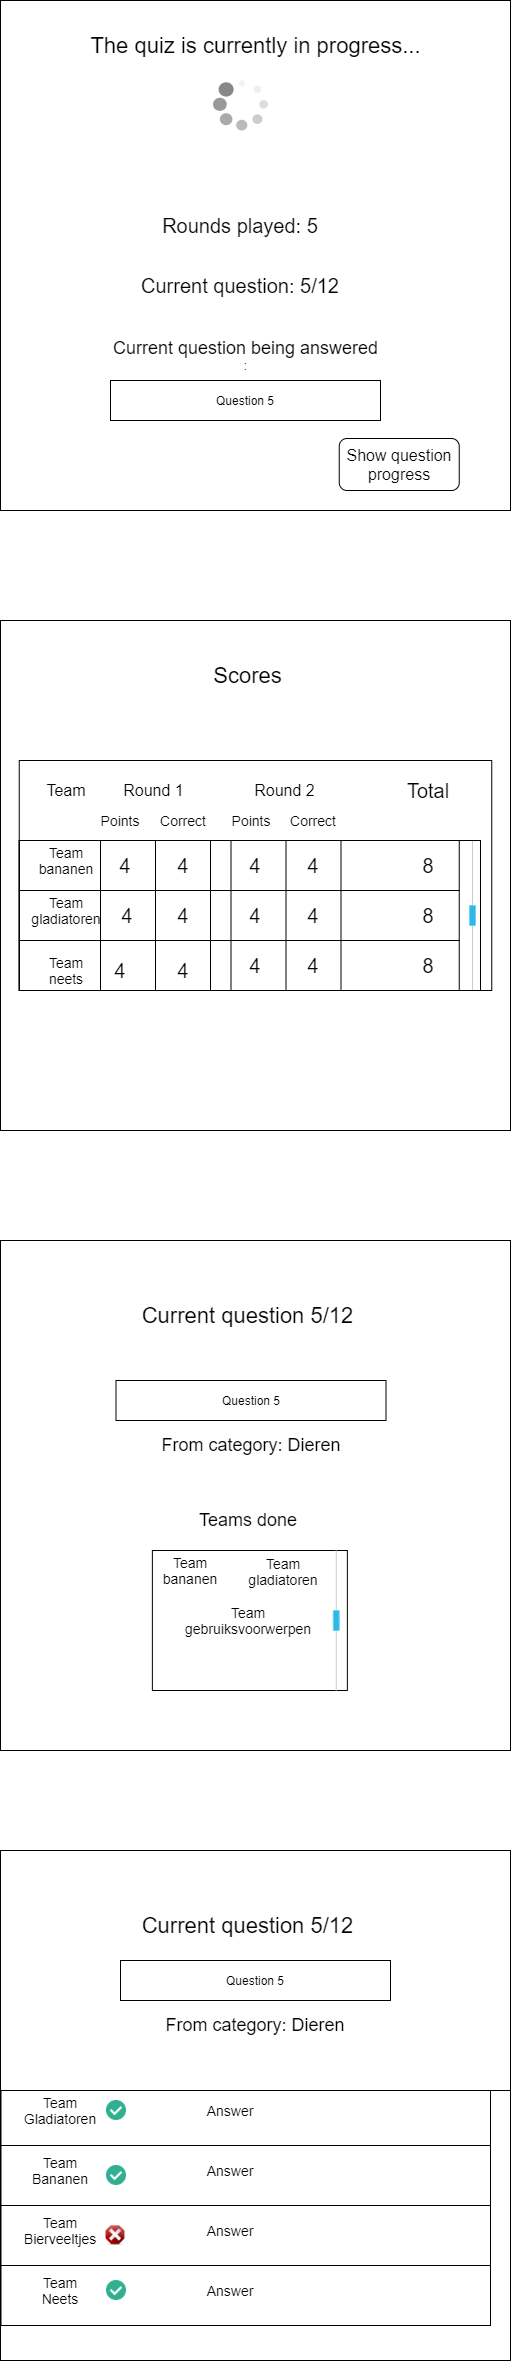 The quiz is currently in progress...
Rounds played: 5
Current question: 5/12
Current question being answered
:
Question 5
Show question
progress
Scores
Team Round 1 Round 2 Total
Points Correct Points Correct
Team
bananen 4 4 4 4 8
Team
gladiatoren 4 4 4 4 8
Team
neets 4 4 4 4 8
Current question 5/12
Question 5
From category: Dieren
Teams done
Team
bananen
Team
gladiatoren
Team
gebruiksvoorwerpen
Current question 5/12
Question 5
From category: Dieren
Team
Gladiatoren
Answer
Team
Bananen
Answer
Team
Bierveeltjes
Answer
Team
Neets
Answer